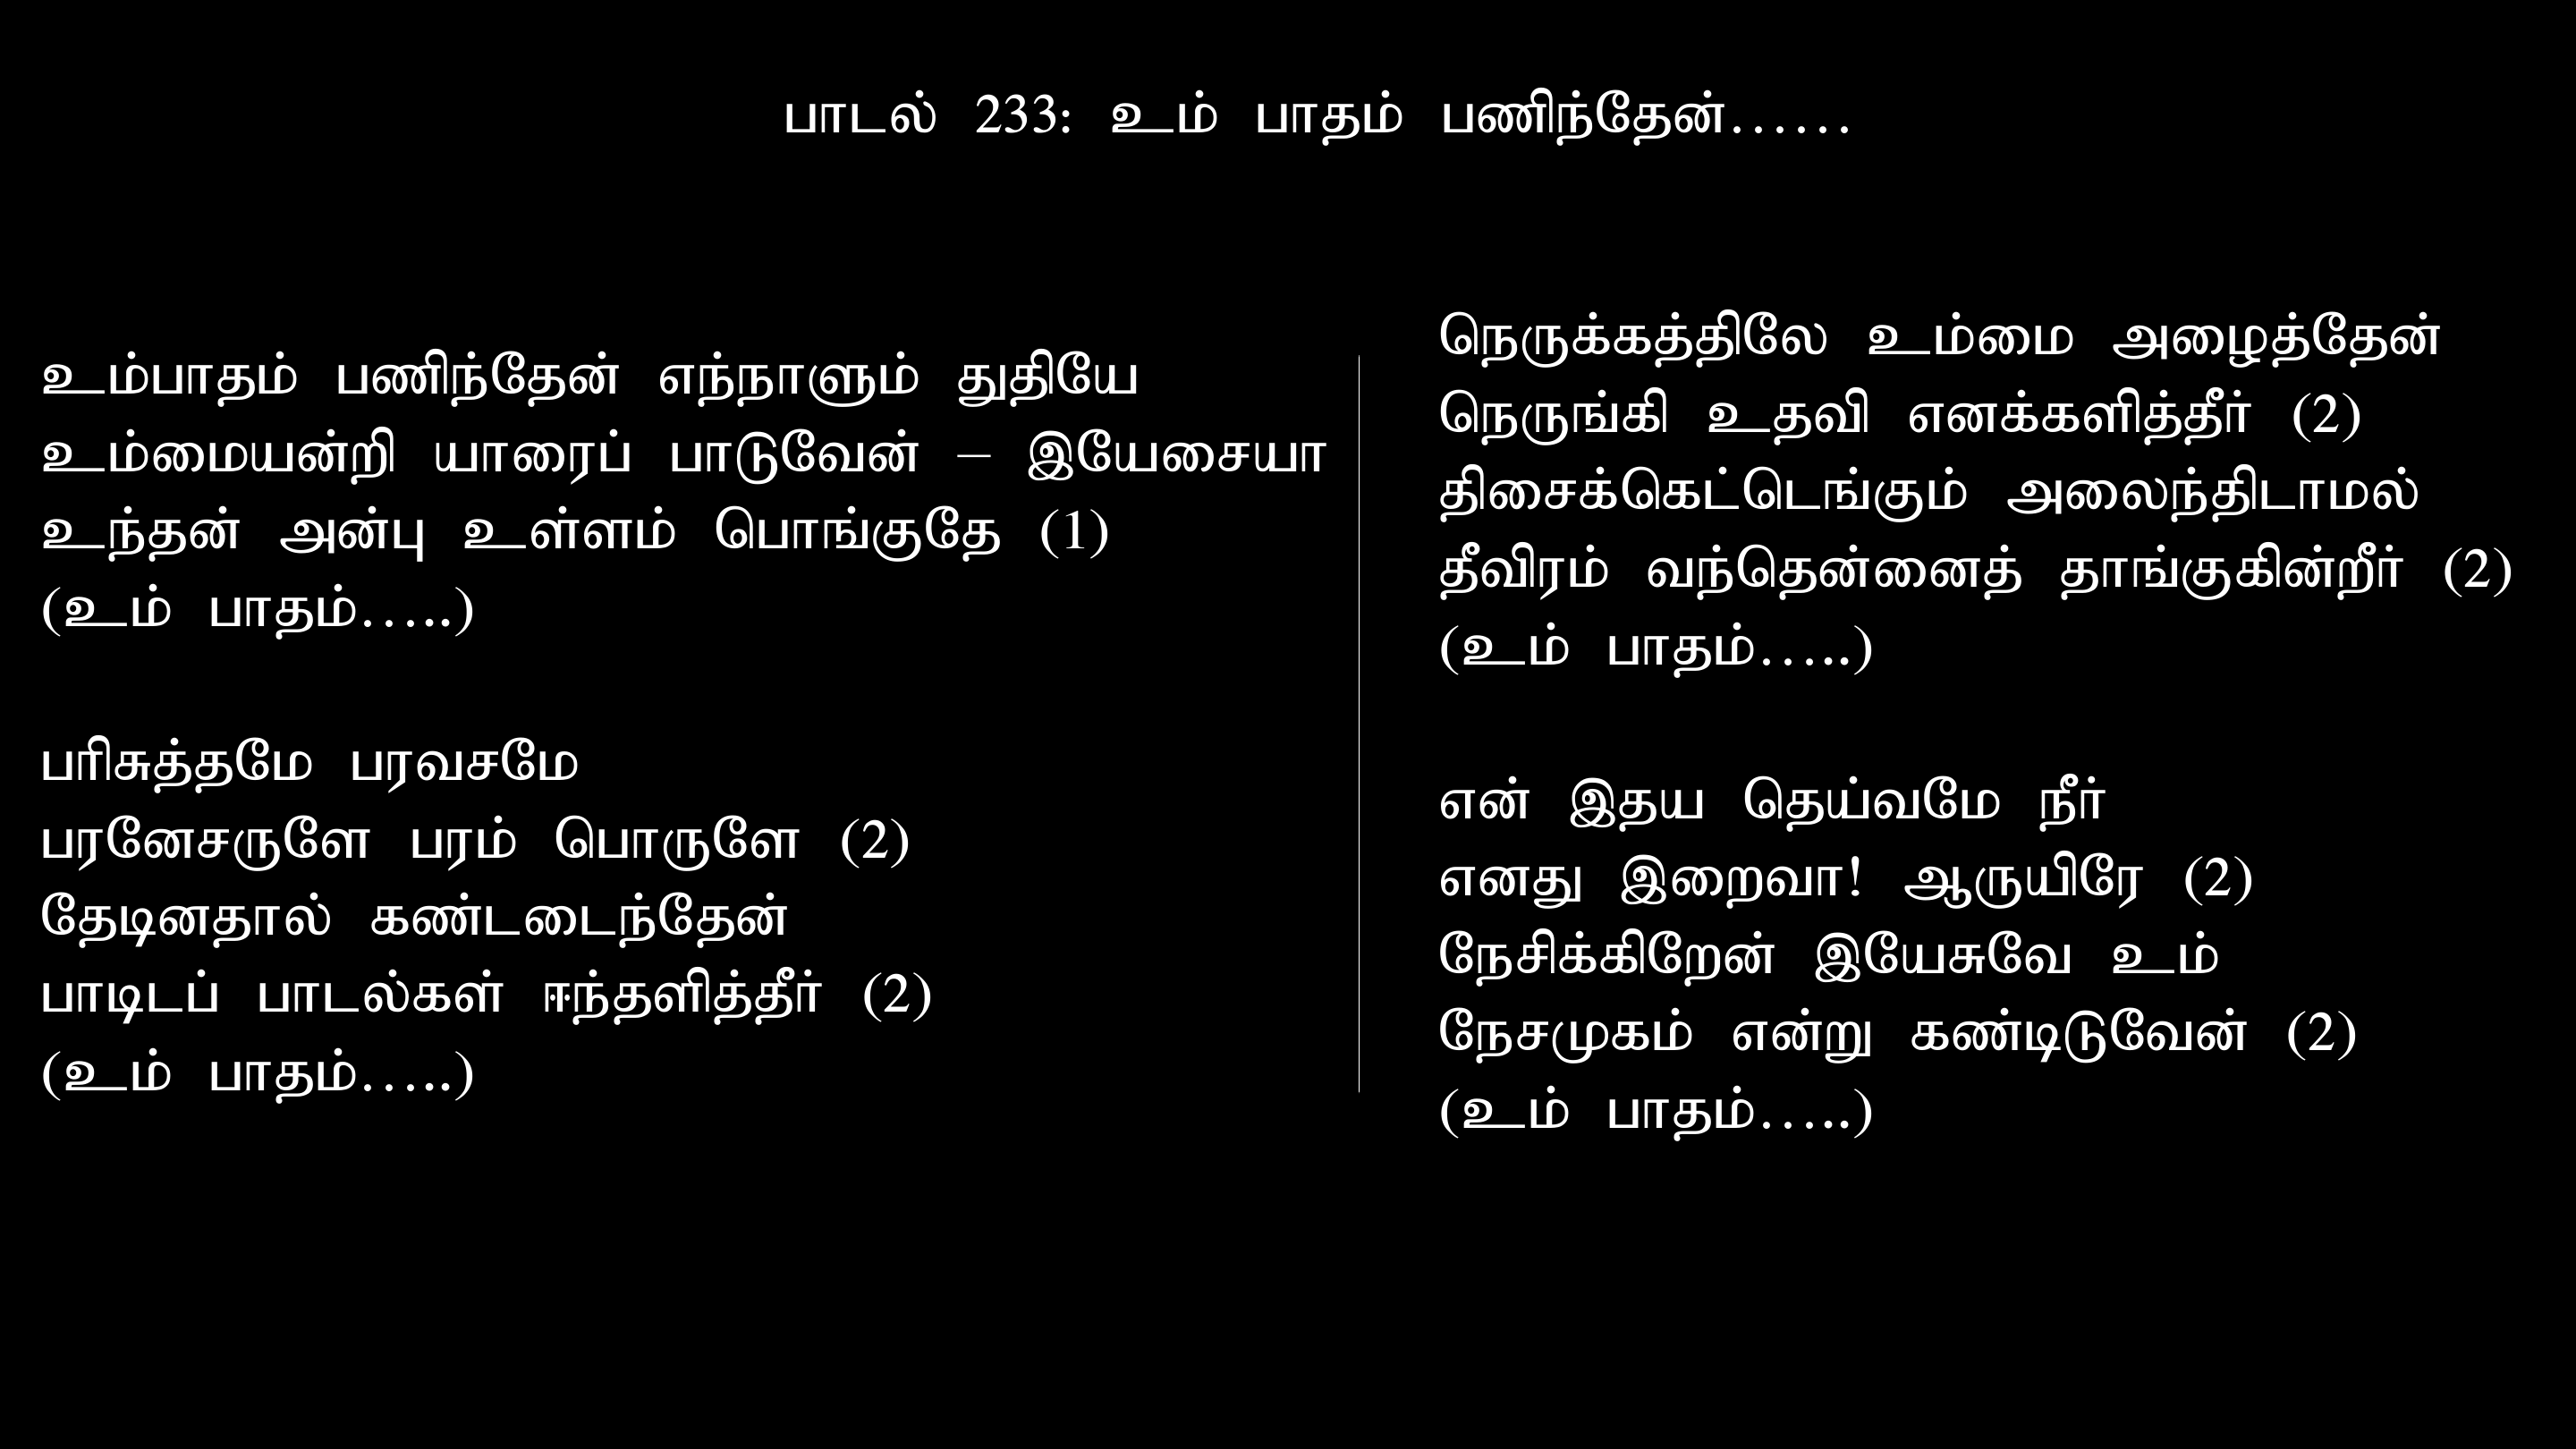 பாடல் 233: உம் பாதம் பணிந்தேன்......
உம்பாதம் பணிந்தேன் எந்நாளும் துதியே
உம்மையன்றி யாரைப் பாடுவேன் – இயேசையா
உந்தன் அன்பு உள்ளம் பொங்குதே (1)
(உம் பாதம்.....)
பரிசுத்தமே பரவசமே
பரனேசருளே பரம் பொருளே (2)
தேடினதால் கண்டடைந்தேன்
பாடிடப் பாடல்கள் ஈந்தளித்தீர் (2)
(உம் பாதம்.....)
நெருக்கத்திலே உம்மை அழைத்தேன்
நெருங்கி உதவி எனக்களித்தீர் (2)
திசைக்கெட்டெங்கும் அலைந்திடாமல்
தீவிரம் வந்தென்னைத் தாங்குகின்றீர் (2)
(உம் பாதம்.....)
என் இதய தெய்வமே நீர்
எனது இறைவா! ஆருயிரே (2)
நேசிக்கிறேன் இயேசுவே உம்
நேசமுகம் என்று கண்டிடுவேன் (2)
(உம் பாதம்.....)